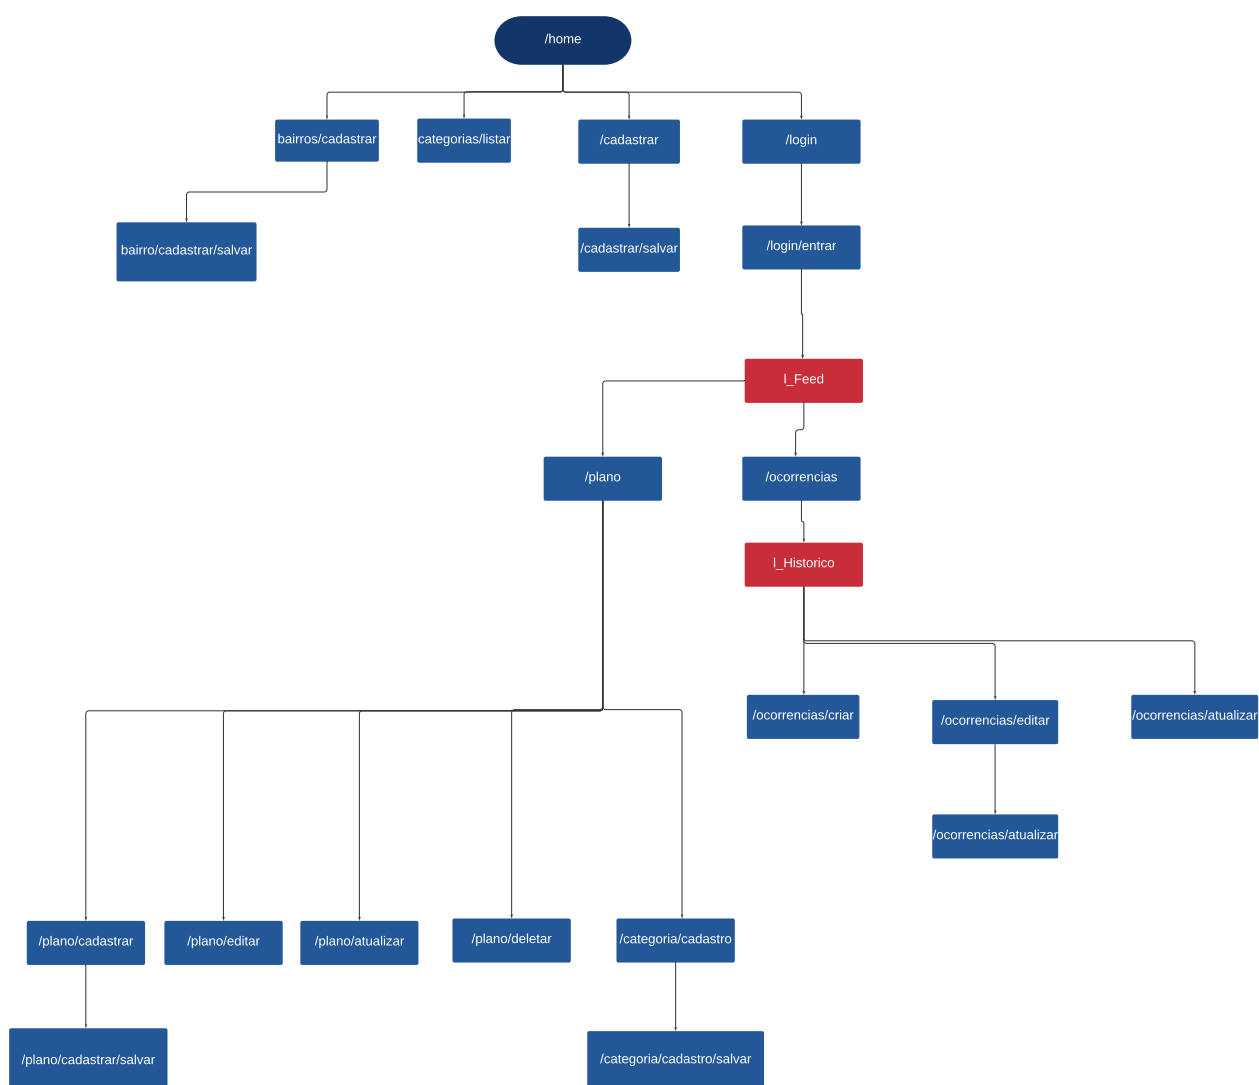 /home
bairros/cadastrar
categorias/listar
/cadastrar
/login
bairro/cadastrar/salvar
/cadastrar/salvar
/login/entrar
l_Feed
/plano
/ocorrencias
l_Historico
/ocorrencias/criar
/ocorrencias/editar
/ocorrencias/atualizar
/ocorrencias/atualizar
/plano/cadastrar
/plano/editar
/plano/atualizar
/plano/deletar
/categoria/cadastro
/plano/cadastrar/salvar
/categoria/cadastro/salvar